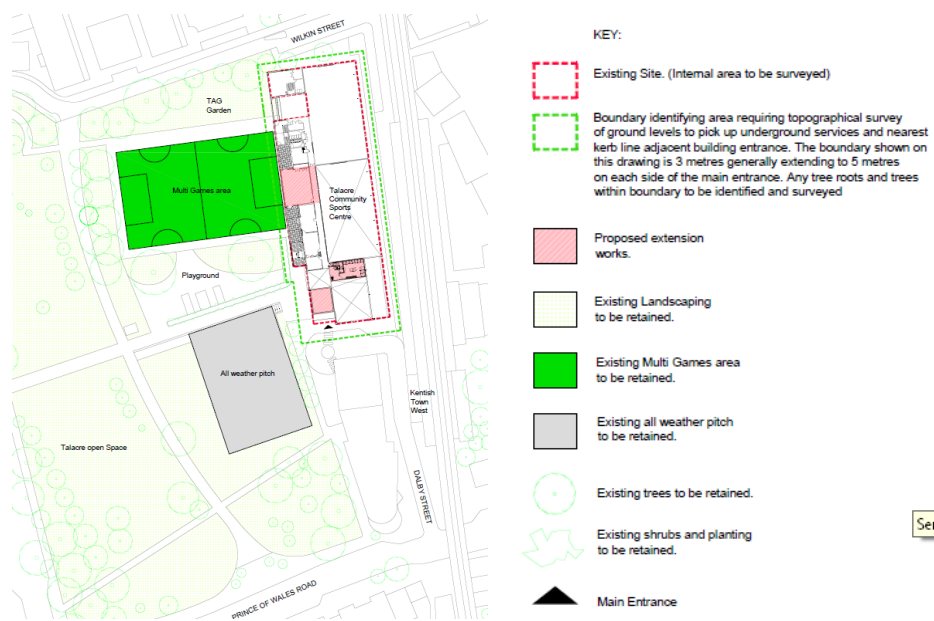 WILKIN STREET
TAG
Garden
Multi Games area
Talacre
Community
Sports
Centre
Playground
All weather pitch
Kentish
Town
West
Talacre open Space
DALBY STREET
PRINCE OF WALES ROAD
KEY:
Existing Site. (Internal area to be surveyed)
Boundary identifying area requiring topographical survey
of ground levels to pick up underground services and nearest
kerb line adjacent building entrance. The boundary shown on
this drawing is 3 metres generally extending to 5 metres
on each side of the main entrance. Any tree roots and trees
within boundary to be identified and surveyed
Proposed extension
works.
Existing Landscaping
to be retained.
Existing Multi Games area
to be retained.
Existing all weather pitch
to be retained.
Existing trees to be retained.
Existing shrubs and planting
to be retained.
Main Entrance